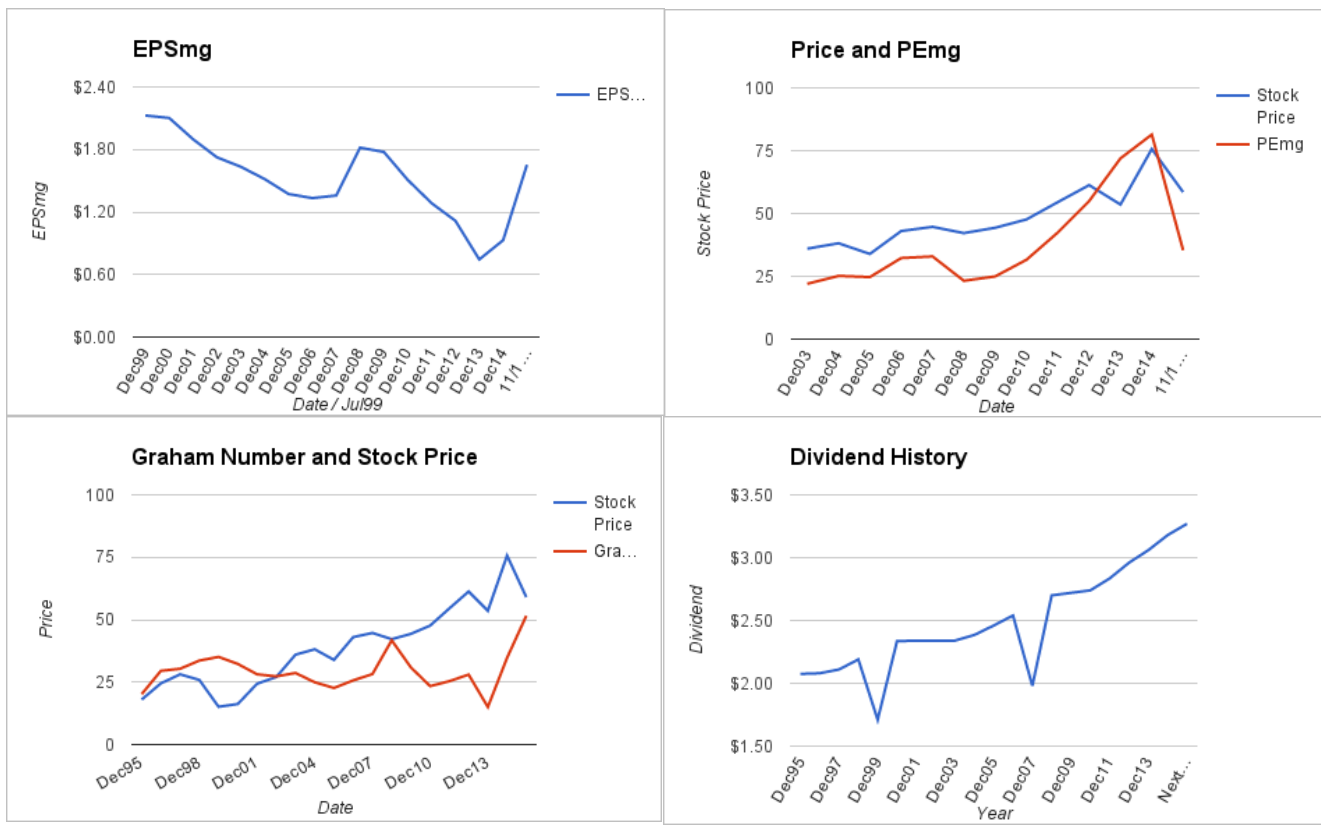 EPSmg
$2.40
$1.80
$1.20
$0.60
$0.00
EPSmg
EPS...
Dec99
Dec00
Dec01
Dec02
Dec03
Dec04
Dec05
Dec06
Dec07
Dec08
Dec09
Dec10
Dec11
Dec12
Dec13
Dec14
11/1...
Date / Jul99
Price and PEmg
100
75
50
25
0
Stock Price
Stock
Price
PEmg
Dec03
Dec04
Dec05
Dec06
Dec07
Dec08
Dec09
Dec10
Dec11
Dec12
Dec13
Dec14
11/1...
Date
Graham Number and Stock Price
100
75
50
25
0
Price
Stock
Price
Gra...
Dec95
Dec98
Dec01
Dec04
Dec07
Dec10
Dec13
Date
Dividend History
$3.50
$3.00
$2.50
$2.00
$1.50
Dividend
Dec95
Dec97
Dec99
Dec01
Dec03
Dec05
Dec07
Dec09
Dec11
Dec13
Next...
Year